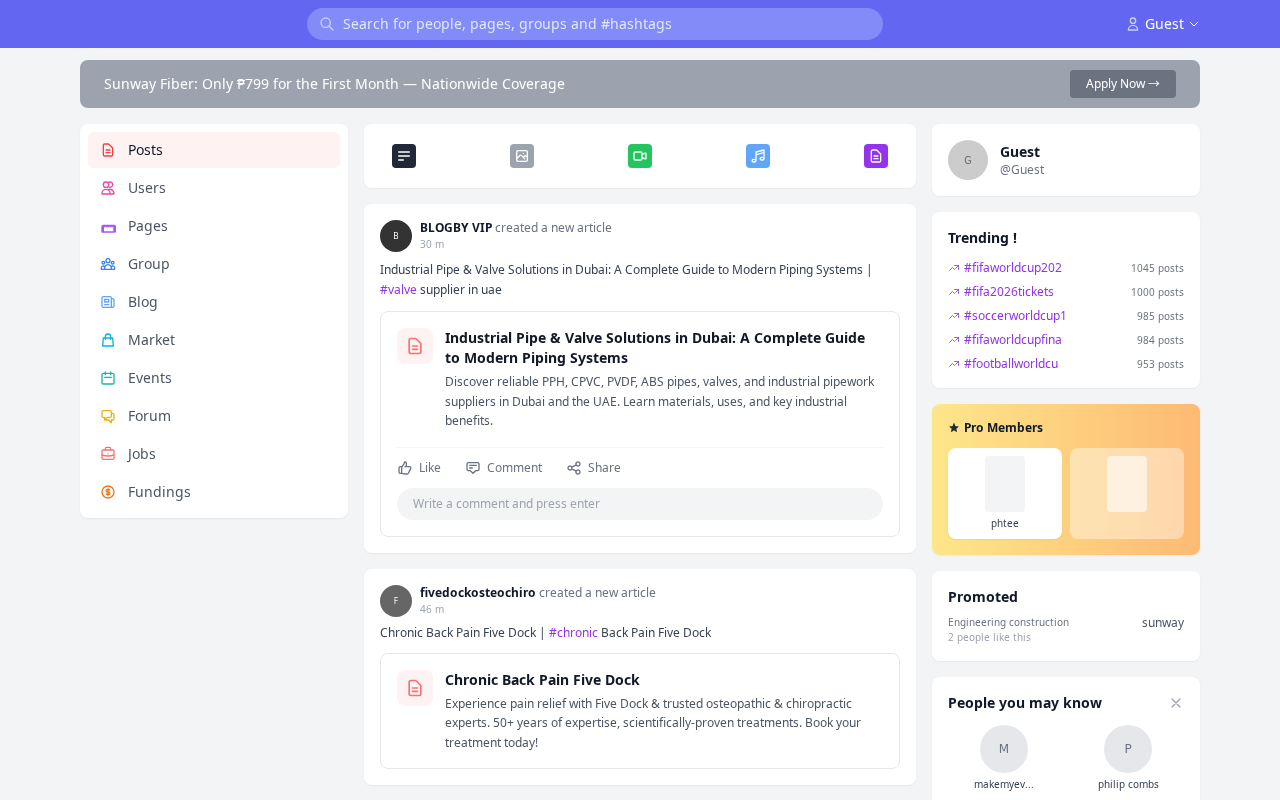 Search for people, pages, groups and #hashtags
Guest
Sunway Fiber: Only ₱799 for the First Month — Nationwide Coverage
Apply Now →
Posts
Users
Pages
Group
Blog
Market
Events
Forum
Jobs
Fundings
B
BLOGBY VIP created a new article
30 m
Industrial Pipe & Valve Solutions in Dubai: A Complete Guide to Modern Piping Systems |
#valve supplier in uae
Industrial Pipe & Valve Solutions in Dubai: A Complete Guide
to Modern Piping Systems
Discover reliable PPH, CPVC, PVDF, ABS pipes, valves, and industrial pipework
suppliers in Dubai and the UAE. Learn materials, uses, and key industrial
benefits.
Like
Comment
Share
Write a comment and press enter
F
fivedockosteochiro created a new article
46 m
Chronic Back Pain Five Dock | #chronic Back Pain Five Dock
Chronic Back Pain Five Dock
Experience pain relief with Five Dock & trusted osteopathic & chiropractic
experts. 50+ years of expertise, scientifically-proven treatments. Book your
treatment today!
G
Guest
@Guest
Trending !
#fifaworldcup202 1045 posts
#fifa2026tickets 1000 posts
#soccerworldcup1 985 posts
#fifaworldcupfina 984 posts
#footballworldcu 953 posts
Pro Members
phtee
Promoted
Engineering construction
2 people like this
sunway
People you may know
M
makemyev...
P
philip combs